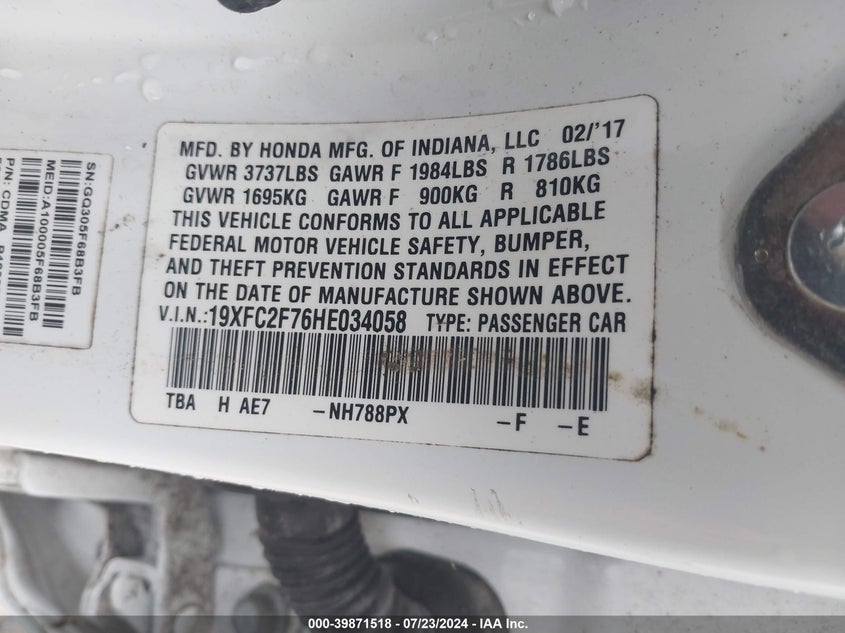 MFD. BY HONDA MFG. OF INDIANA, LLC 02/'17
GVWR 3737LBS GAWR F 1984LBS R 1786LBS
GVWR 1695KG GAWR F 900KG R 810KG
THIS VEHICLE CONFORMS TO ALL APPLICABLE
FEDERAL MOTOR VEHICLE SAFETY, BUMPER,
AND THEFT PREVENTION STANDARDS IN EFFECT
ON THE DATE OF MANUFACTURE SHOWN ABOVE.
V.I.N.:19XFC2F76HE034058 TYPE: PASSENGER CAR
TBA H AE7 -NH788PX -F -E
SN:GQ305F68B3FB
MEID:A100005F68B3FB
P/N: CDMA
000-39871518 - 07/23/2024 - IAA Inc.